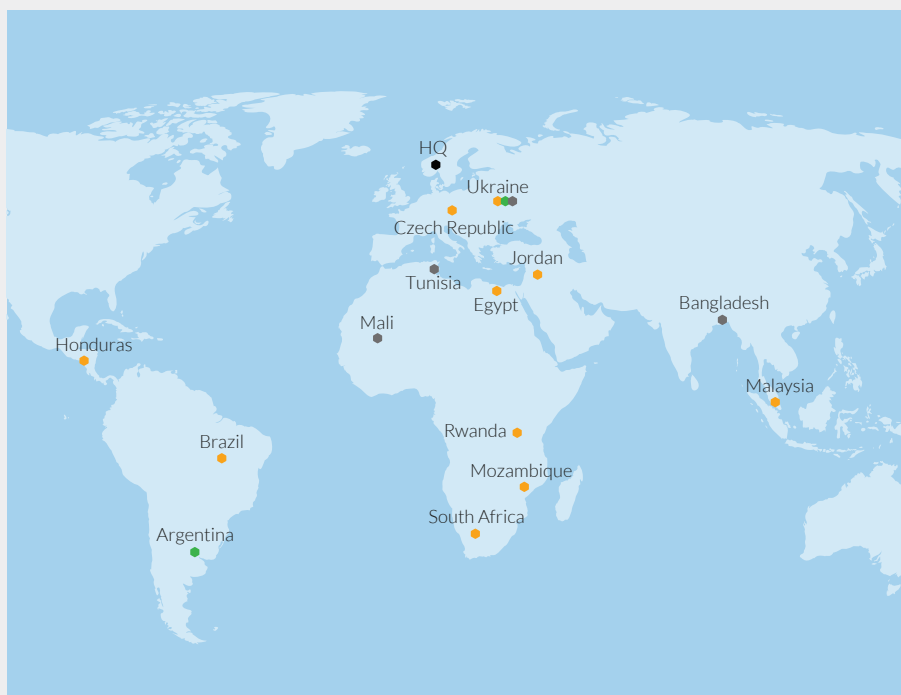 HQ
Ukraine
Czech Republic
Jordan
Tunisia
Egypt
Bangladesh
Mali
Honduras
Malaysia
Rwanda
Brazil
Mozambique
South Africa
Argentina